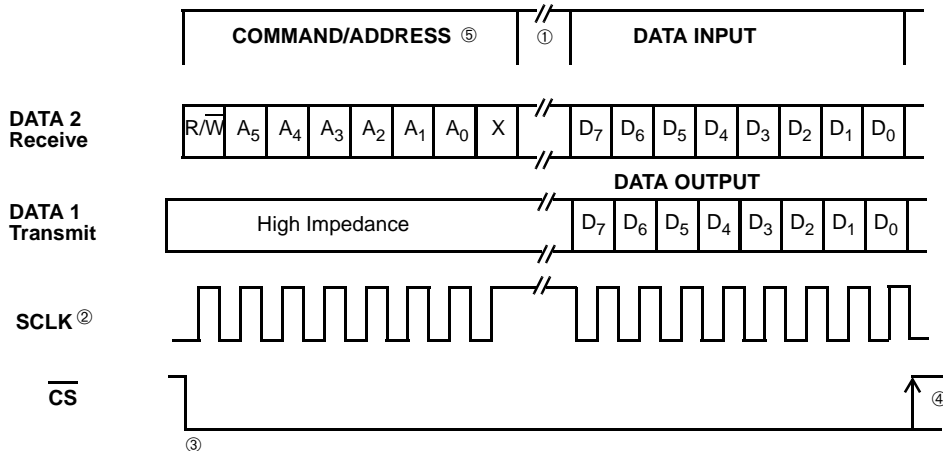 COMMAND/ADDRESS ⑤ ① DATA INPUT
DATA 2
Receive
R/W̅ A₅ A₄ A₃ A₂ A₁ A₀ X D₇ D₆ D₅ D₄ D₃ D₂ D₁ D₀
DATA OUTPUT
DATA 1
Transmit
High Impedance D₇ D₆ D₅ D₄ D₃ D₂ D₁ D₀
SCLK ②
C̅S̅
④
③